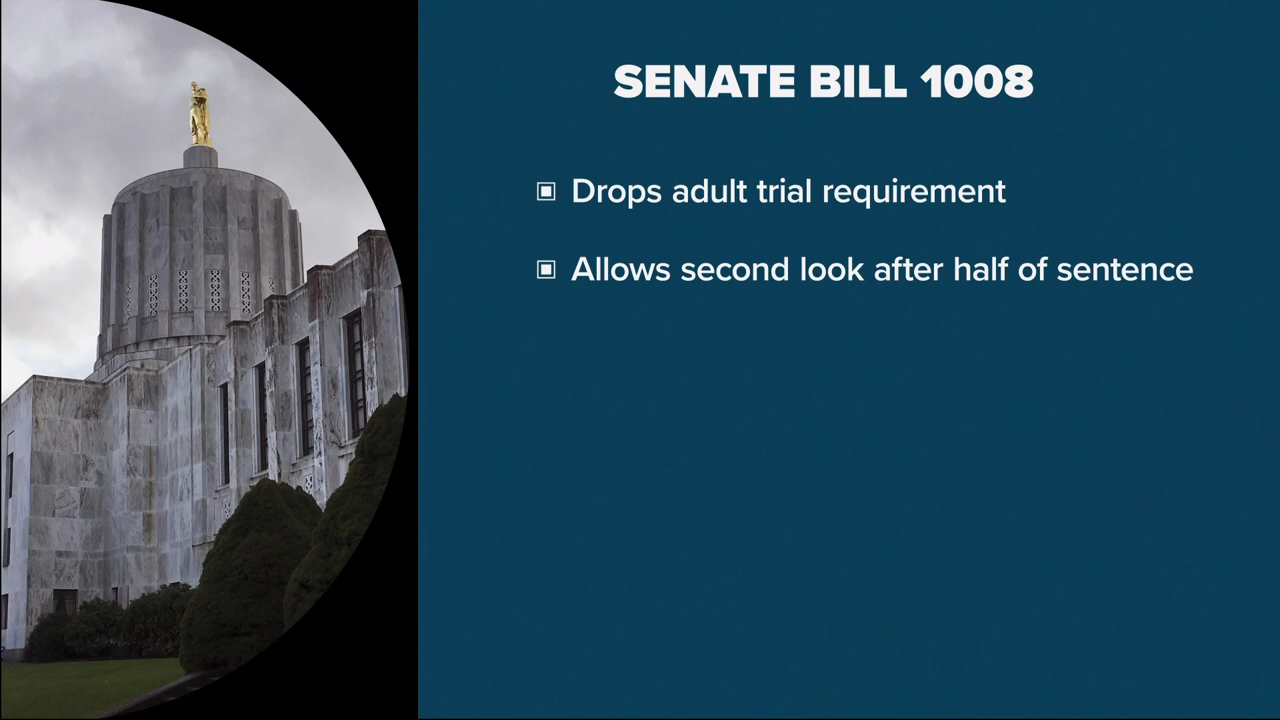 SENATE BILL 1008
Drops adult trial requirement
Allows second look after half of sentence